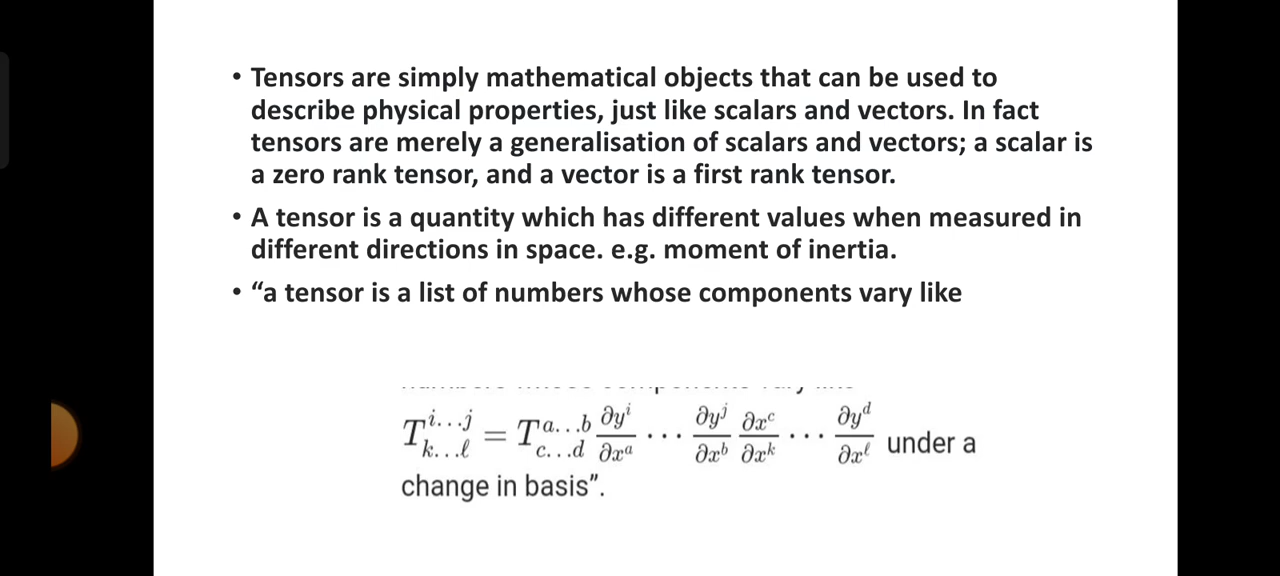 • Tensors are simply mathematical objects that can be used to
describe physical properties, just like scalars and vectors. In fact
tensors are merely a generalisation of scalars and vectors; a scalar is
a zero rank tensor, and a vector is a first rank tensor.
• A tensor is a quantity which has different values when measured in
different directions in space. e.g. moment of inertia.
• “a tensor is a list of numbers whose components vary like
T^{i...j}_{k...ℓ} = T^{a...b}_{c...d} ∂y^i/∂x^a ⋯ ∂y^j/∂x^b ∂x^c/∂x^k ⋯ ∂y^d/∂x^ℓ under a
change in basis”.